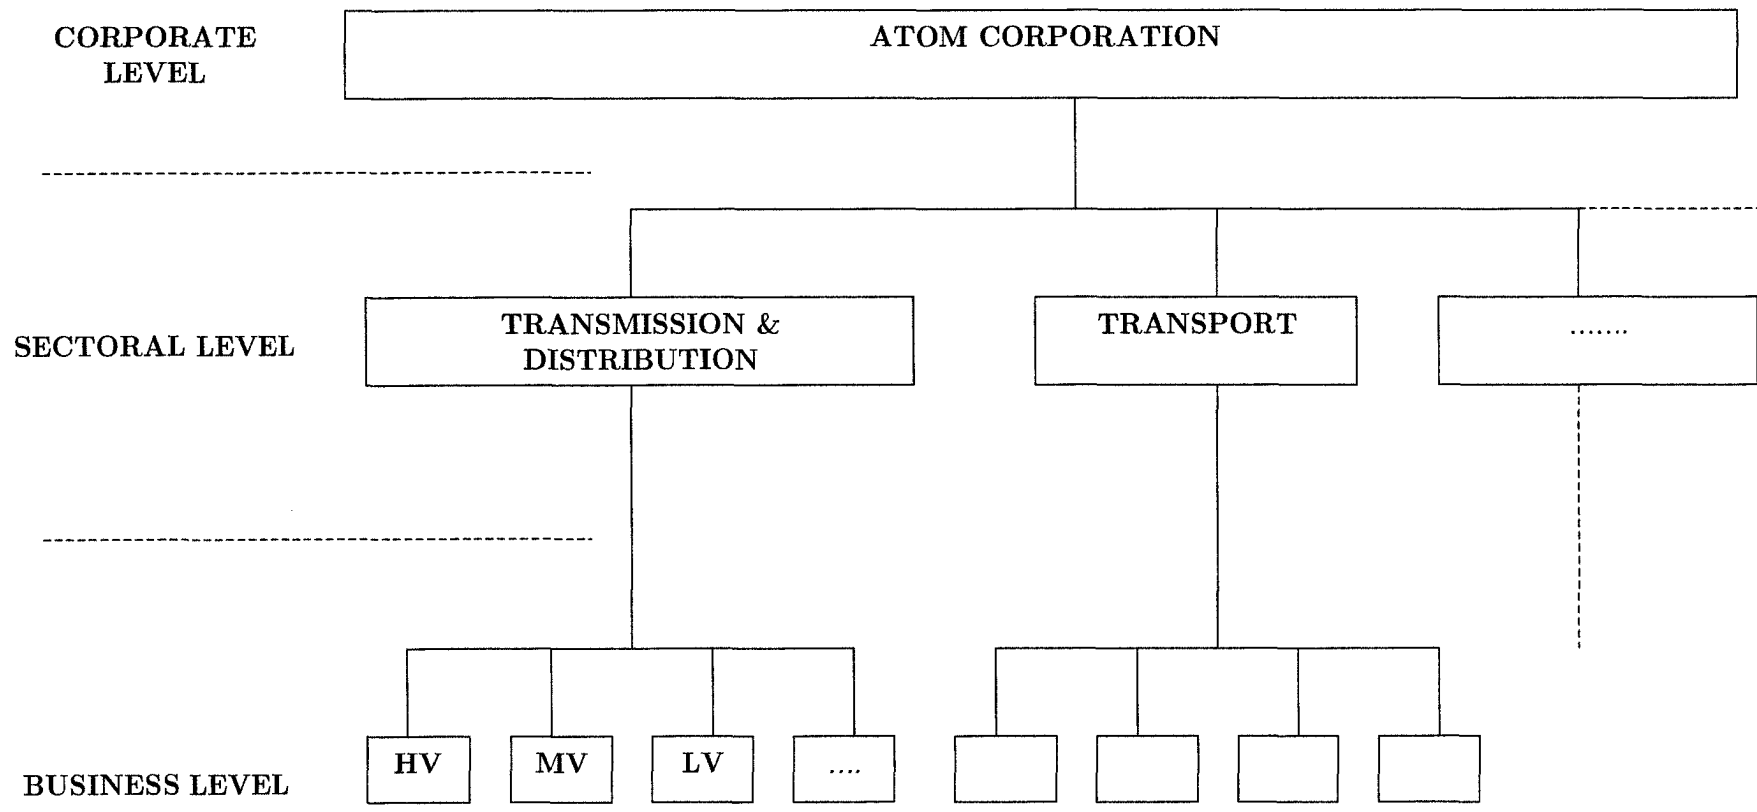 CORPORATE
LEVEL
ATOM CORPORATION
SECTORAL LEVEL
TRANSMISSION &
DISTRIBUTION
TRANSPORT
.......
BUSINESS LEVEL
HV
MV
LV
....